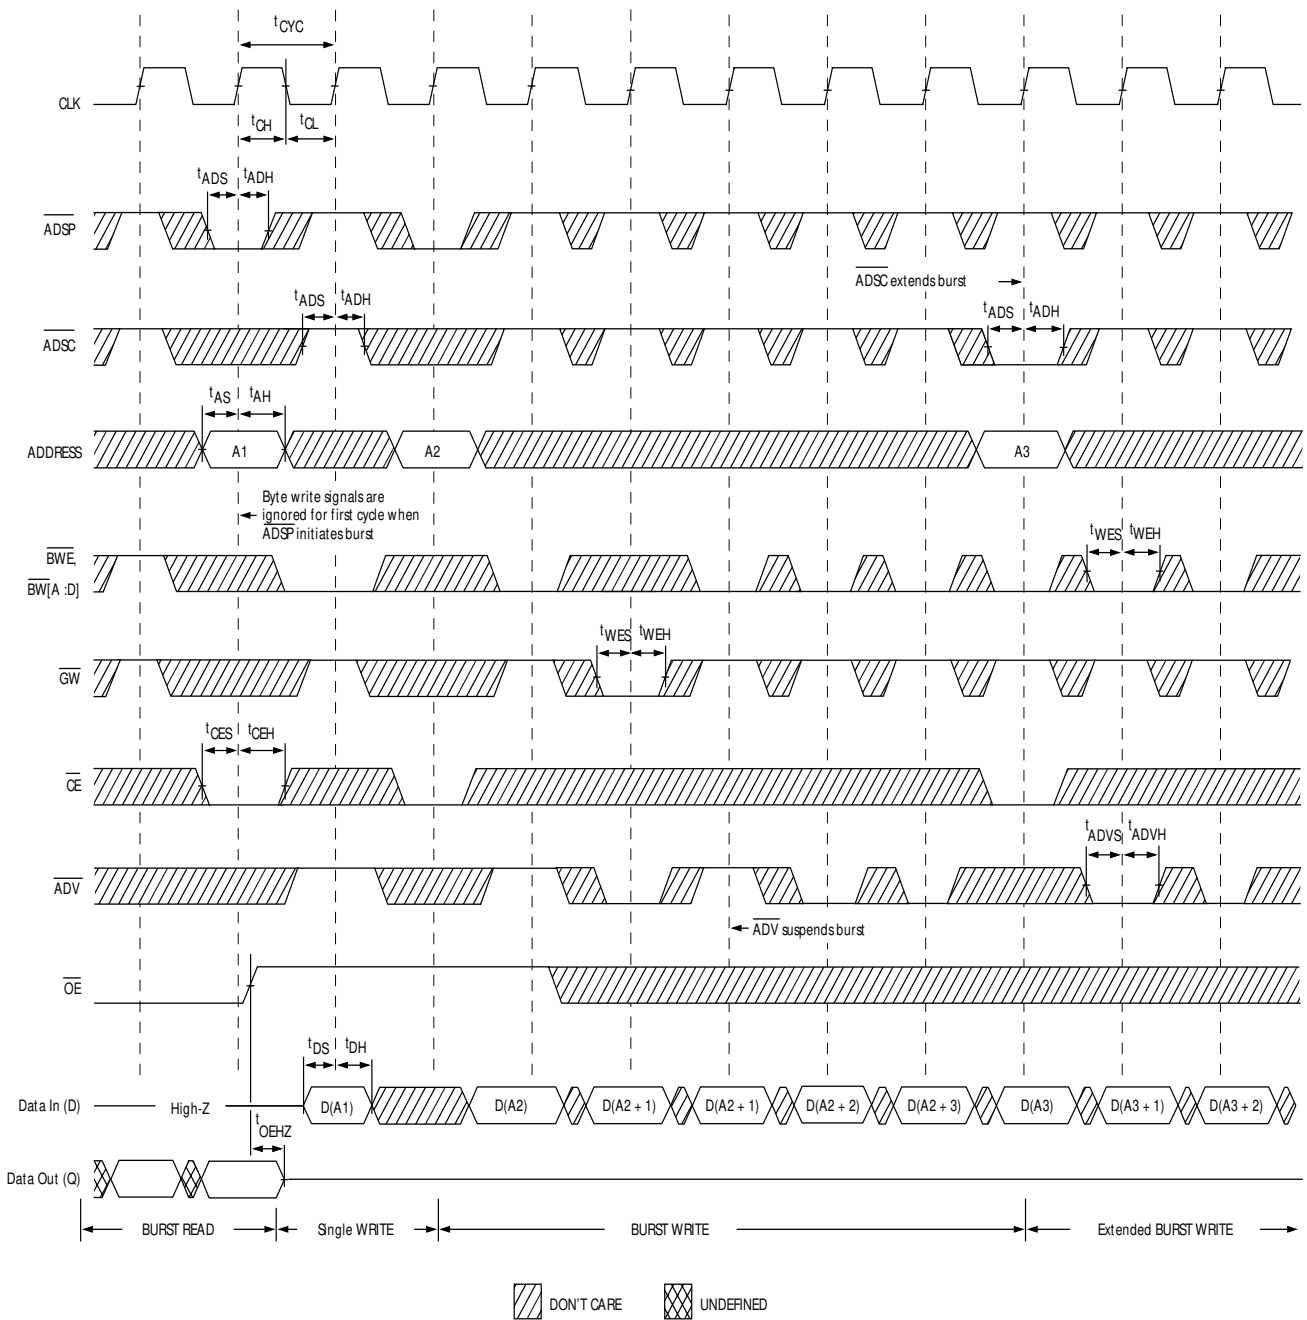 tCYC
CLK
tCH tCL
tADS tADH
ADSP
ADSC extends burst
tADS tADH
tADS tADH
ADSC
tAS tAH
ADDRESS A1 A2 A3
Byte write signals are
ignored for first cycle when
ADSP initiates burst
tWES tWEH
BWE,
BW[A :D]
tWES tWEH
GW
tCES tCEH
CE
tADVS tADVH
ADV
ADV suspends burst
OE
tDS tDH
Data In (D) High-Z D(A1) D(A2) D(A2 + 1) D(A2 + 1) D(A2 + 2) D(A2 + 3) D(A3) D(A3 + 1) D(A3 + 2)
tOEHZ
Data Out (Q)
BURST READ Single WRITE BURST WRITE Extended BURST WRITE
DON'T CARE UNDEFINED